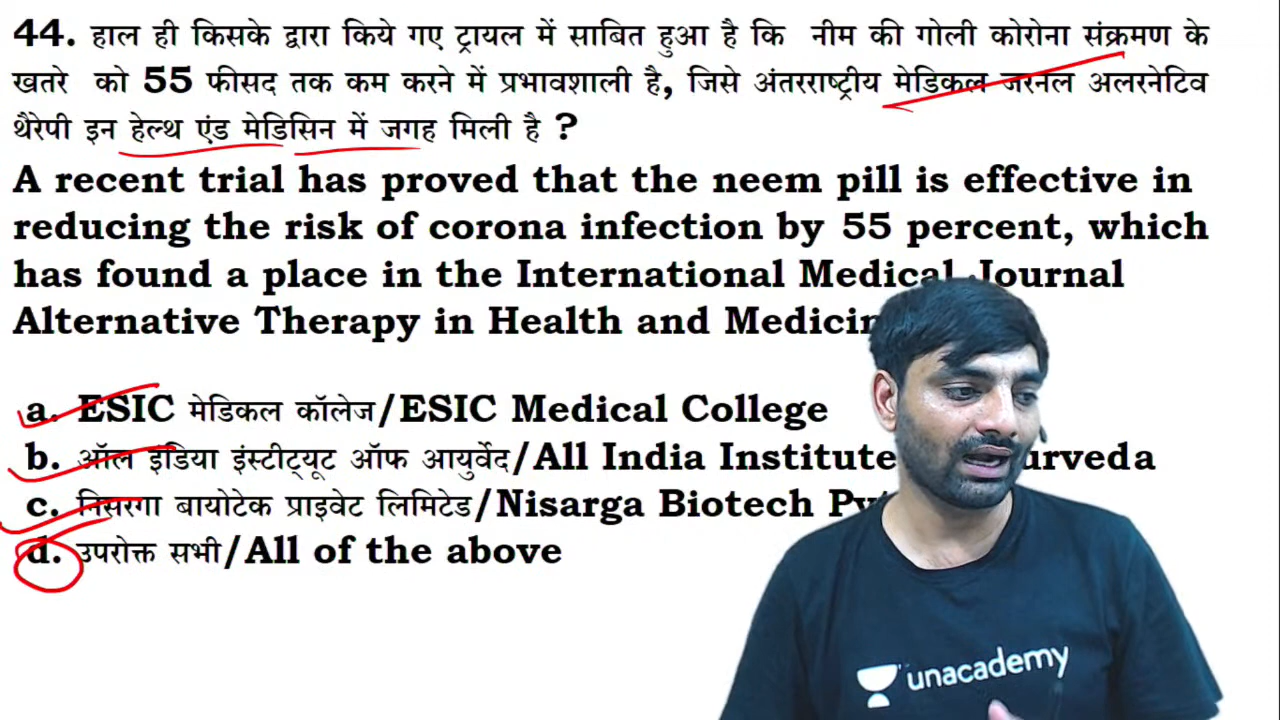 44. हाल ही किसके द्वारा किये गए ट्रायल में साबित हुआ है कि नीम की गोली कोरोना संक्रमण के
खतरे को 55 फीसद तक कम करने में प्रभावशाली है, जिसे अंतरराष्ट्रीय मेडिकल जरनल अलरनेटिव
थैरेपी इन हेल्थ एंड मेडिसिन में जगह मिली है ?
A recent trial has proved that the neem pill is effective in
reducing the risk of corona infection by 55 percent, which
has found a place in the International Medical Journal
Alternative Therapy in Health and
a. ESIC मेडिकल कॉलेज/ESIC Medical College
b. ऑल इंडिया इंस्टीट्यूट ऑफ आयुर्वेद/All India Institute
c. निसरगा बायोटेक प्राइवेट लिमिटेड/Nisarga Biotech
d. उपरोक्त सभी/All of the above
unacademy